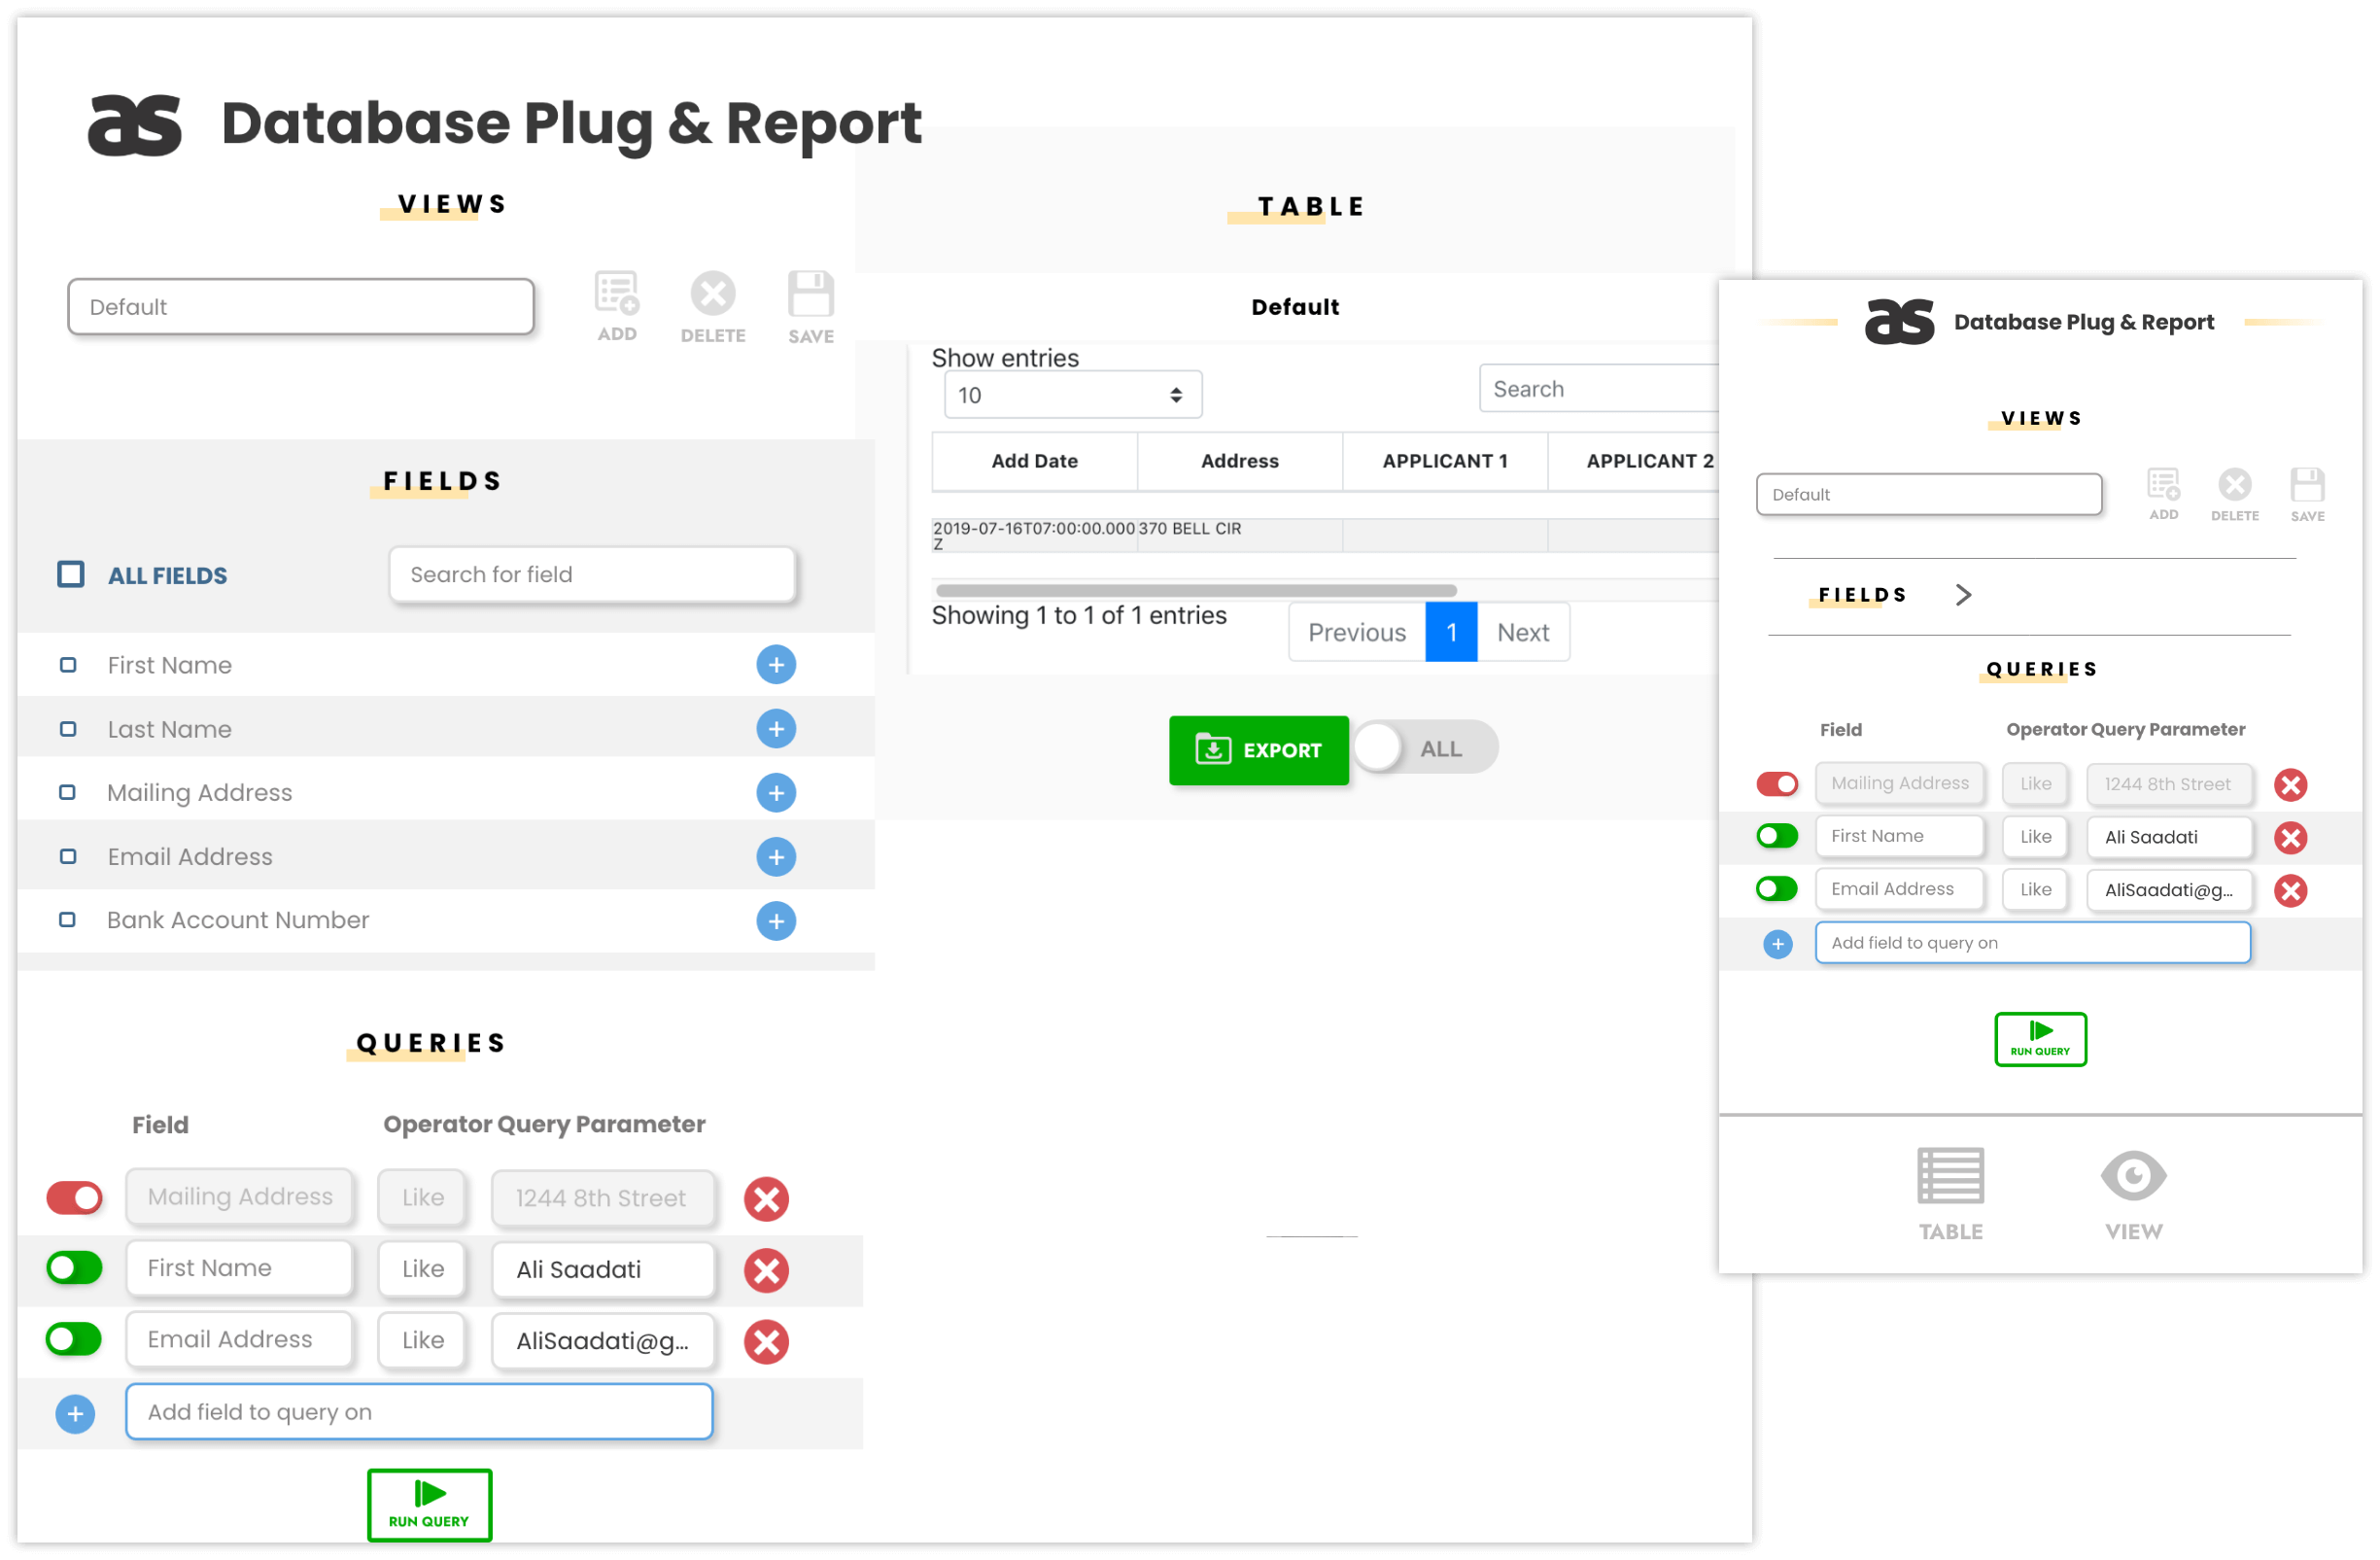 as Database Plug & Report
VIEWS
Default
ADD DELETE SAVE
FIELDS
ALL FIELDS
Search for field
First Name
Last Name
Mailing Address
Email Address
Bank Account Number
QUERIES
Field Operator Query Parameter
Mailing Address Like 1244 8th Street
First Name Like Ali Saadati
Email Address Like AliSaadati@g...
Add field to query on
RUN QUERY
TABLE
Default
Show entries
10
Search
Add Date Address APPLICANT 1 APPLICANT 2
2019-07-16T07:00:00.000 370 BELL CIR
Z
Showing 1 to 1 of 1 entries
Previous 1 Next
EXPORT ALL
as Database Plug & Report
VIEWS
Default
ADD DELETE SAVE
FIELDS
QUERIES
Field Operator Query Parameter
Mailing Address Like 1244 8th Street
First Name Like Ali Saadati
Email Address Like AliSaadati@g...
Add field to query on
RUN QUERY
TABLE VIEW